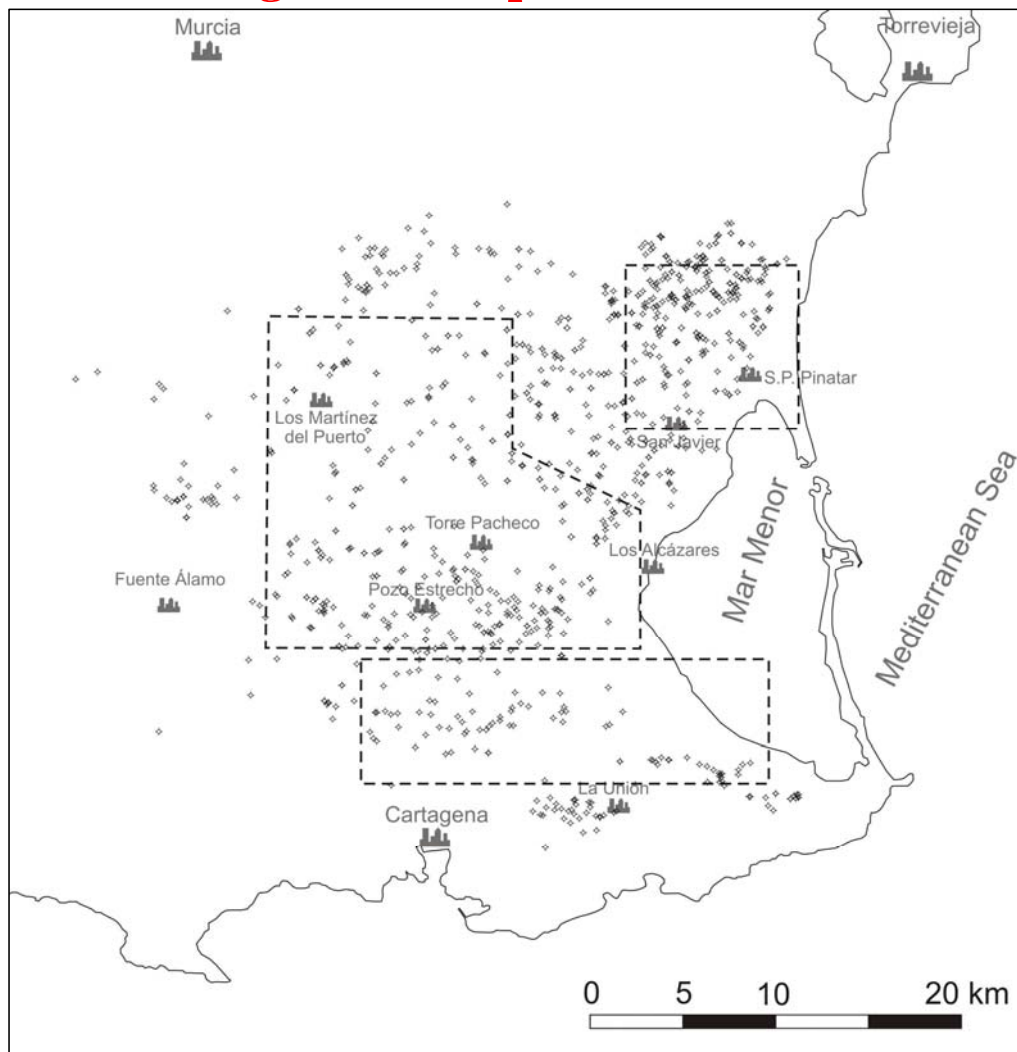 Murcia
Torrevieja
S.P. Pinatar
Los Martínez
del Puerto
San Javier
Torre Pacheco
Los Alcázares
Fuente Álamo
Pozo Estrecho
Mar Menor
Mediterranean Sea
La Unión
Cartagena
0 5 10 20 km